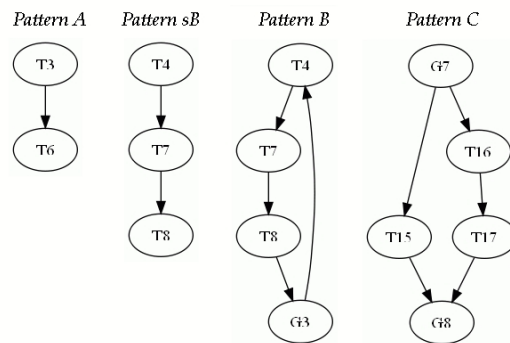 Pattern A Pattern sB Pattern B Pattern C
T3 T4 T4 G7
T6 T7 T7 T16
T8 T8 T15 T17
G3 G8